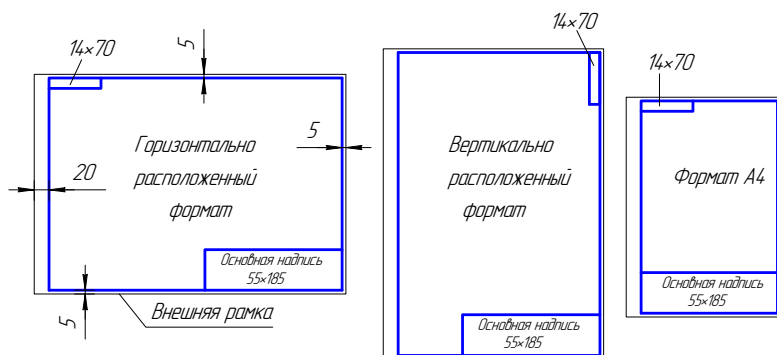 14×70
5
Горизонтально
расположенный
формат
5
20
Основная надпись
55×185
5
Внешняя рамка
14×70
Вертикально
расположенный
формат
Основная надпись
55×185
14×70
Формат А4
Основная надпись
55×185